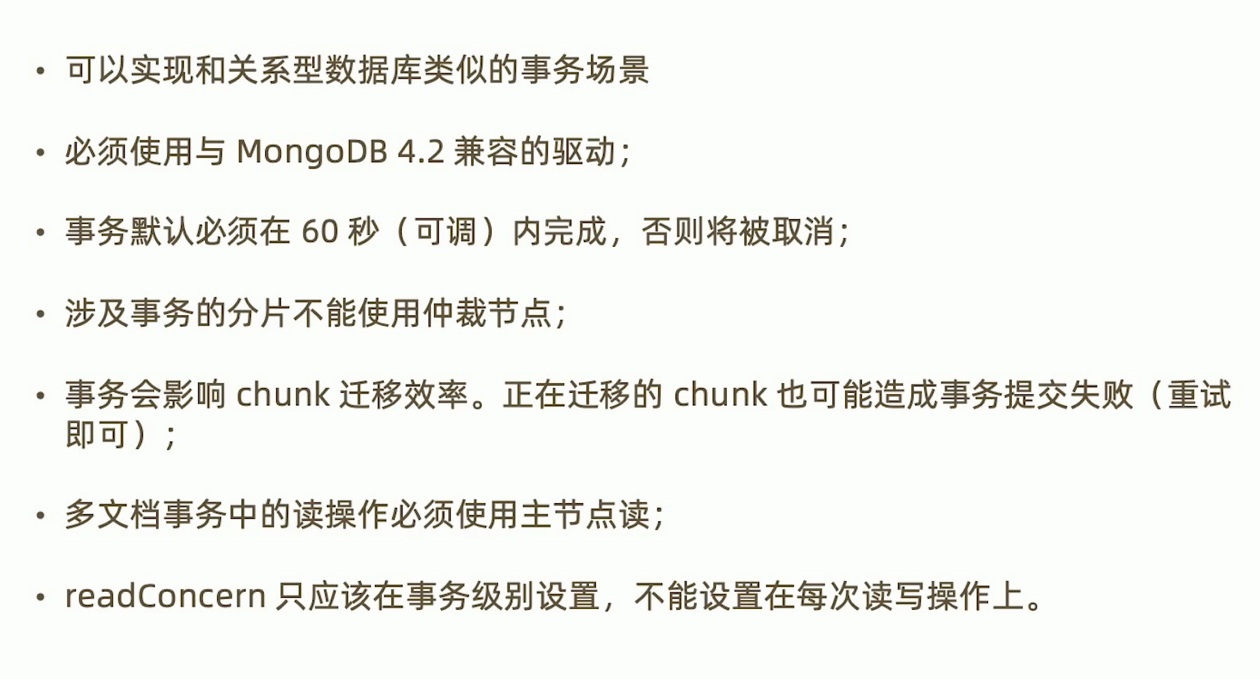 • 可以实现和关系型数据库类似的事务场景
• 必须使用与 MongoDB 4.2 兼容的驱动；
• 事务默认必须在 60 秒（可调）内完成，否则将被取消；
• 涉及事务的分片不能使用仲裁节点；
• 事务会影响 chunk 迁移效率。正在迁移的 chunk 也可能造成事务提交失败（重试
即可）；
• 多文档事务中的读操作必须使用主节点读；
• readConcern 只应该在事务级别设置，不能设置在每次读写操作上。